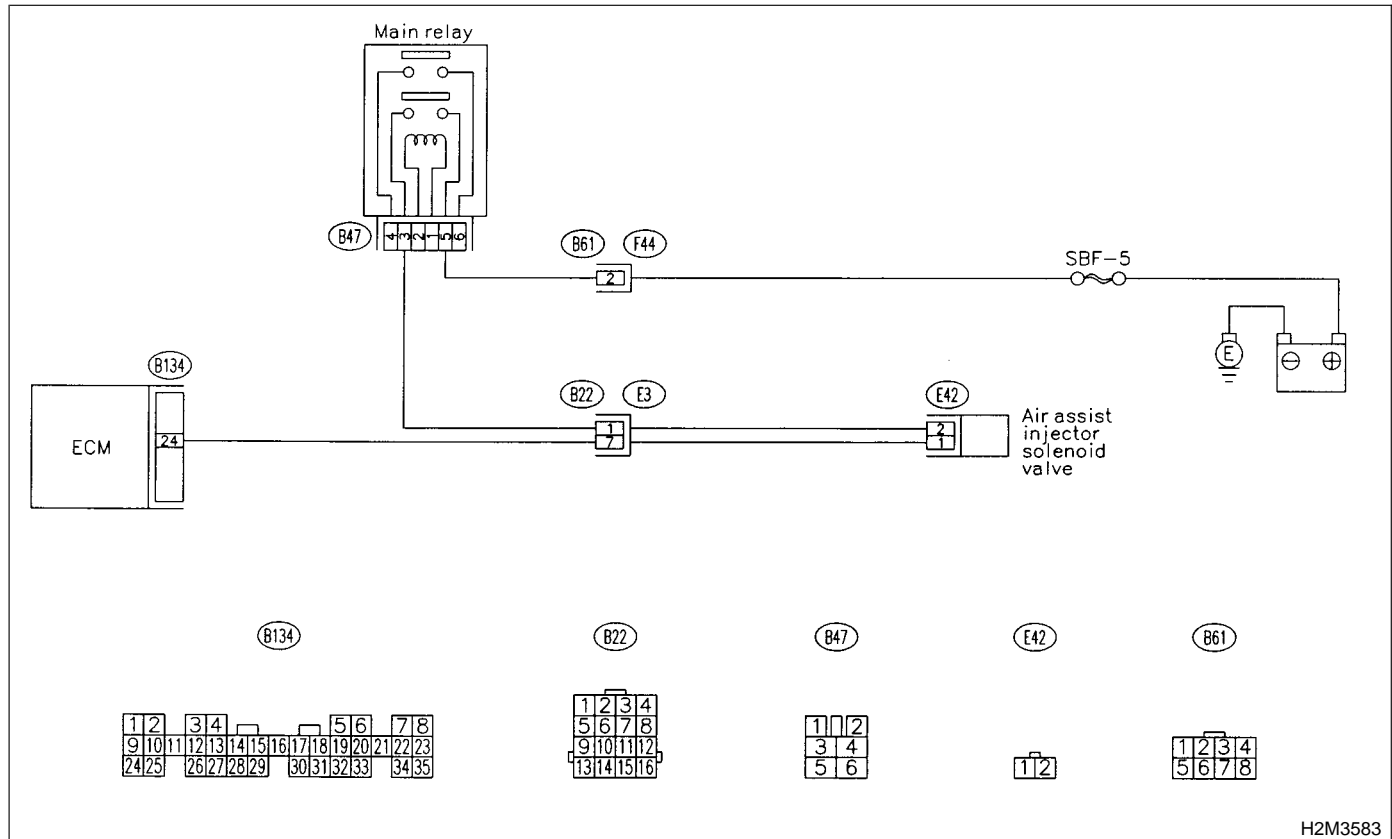 Main relay
B47
4 3 2 1 5 6
B61 F44
2
SBF-5
E
⊖ ⊕
B134
ECM
24
B22 E3
1
7
E42
2
1
Air assist
injector
solenoid
valve
B134
1 2 3 4 5 6 7 8
9 10 11 12 13 14 15 16 17 18 19 20 21 22 23
24 25 26 27 28 29 30 31 32 33 34 35
B22
1 2 3 4
5 6 7 8
9 10 11 12
13 14 15 16
B47
1 2
3 4
5 6
E42
1 2
B61
1 2 3 4
5 6 7 8
H2M3583